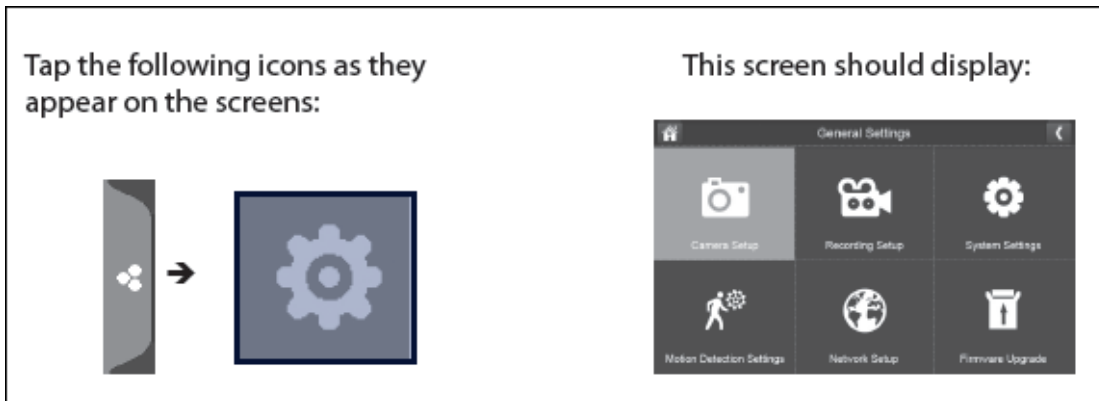 Tap the following icons as they
appear on the screens:
This screen should display:
General Settings
Camera Setup
Recording Setup
System Settings
Motion Detection Settings
Network Setup
Firmware Upgrade